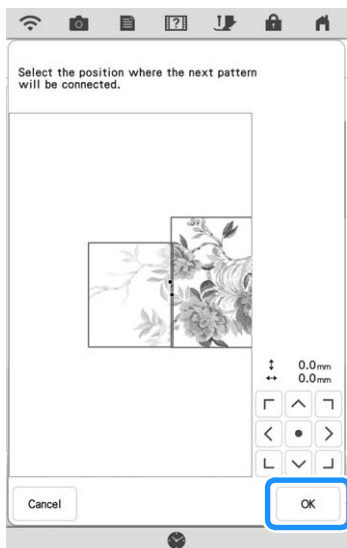 Select the position where the next pattern
will be connected.
0.0mm
0.0mm
Cancel
OK